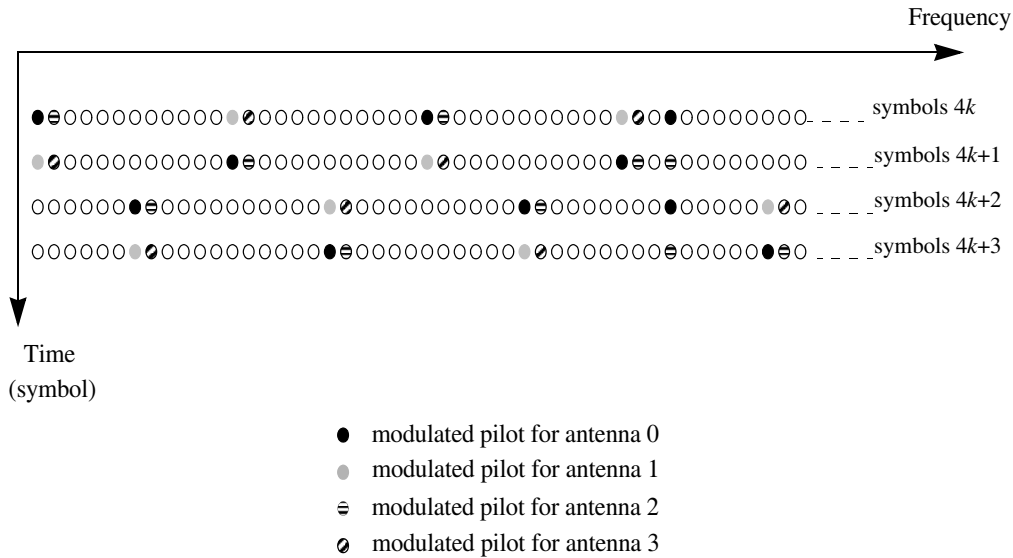 Frequency
symbols 4k
symbols 4k+1
symbols 4k+2
symbols 4k+3
Time
(symbol)
modulated pilot for antenna 0
modulated pilot for antenna 1
modulated pilot for antenna 2
modulated pilot for antenna 3